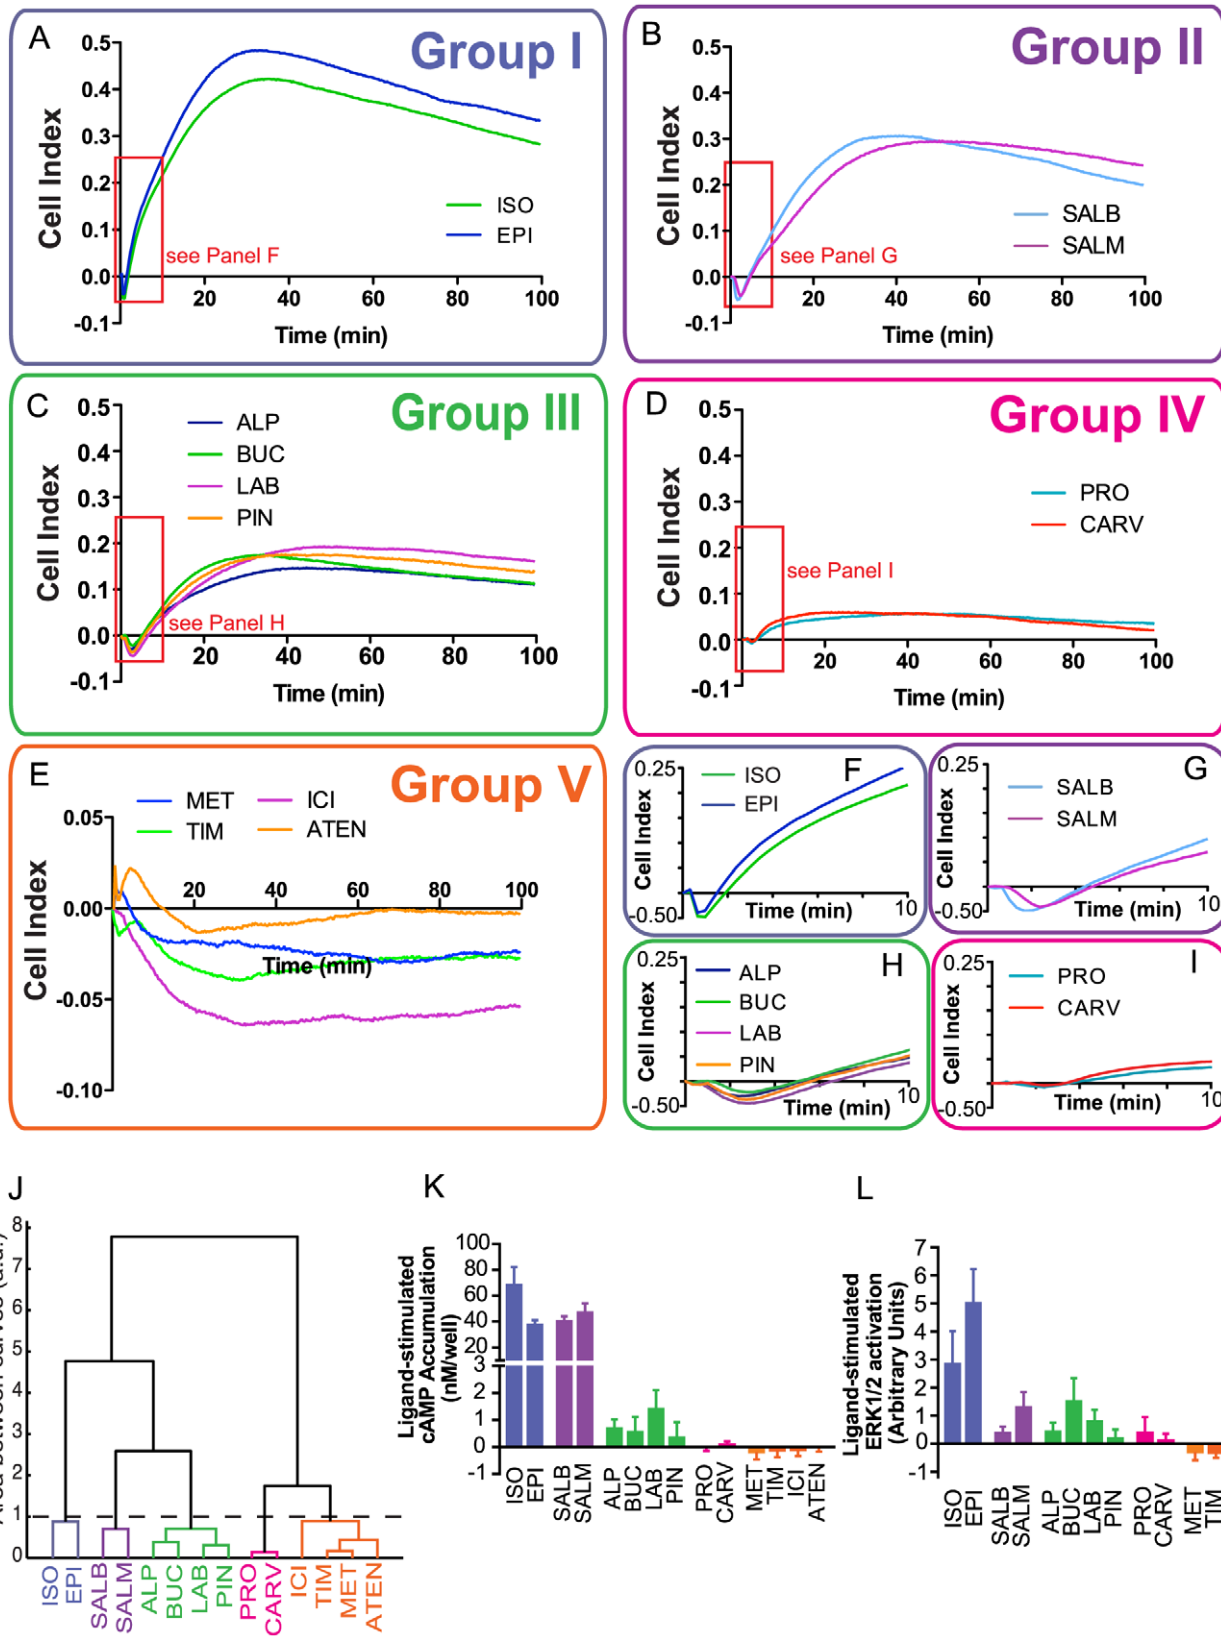 A
Group I
0.5
0.4
0.3
0.2
0.1
0.0
-0.1
Cell Index
ISO
EPI
see Panel F
20 40 60 80 100
Time (min)
B
Group II
0.5
0.4
0.3
0.2
0.1
0.0
-0.1
Cell Index
SALB
SALM
see Panel G
20 40 60 80 100
Time (min)
C
Group III
0.5
0.4
0.3
0.2
0.1
0.0
-0.1
Cell Index
ALP
BUC
LAB
PIN
see Panel H
20 40 60 80 100
Time (min)
D
Group IV
0.5
0.4
0.3
0.2
0.1
0.0
-0.1
Cell Index
PRO
CARV
see Panel I
20 40 60 80 100
Time (min)
E
Group V
MET ICI
TIM ATEN
0.05
0.00
-0.05
-0.10
Cell Index
20 40 60 80 100
Time (min)
F
0.25
-0.50
Cell Index
ISO
EPI
Time (min)
10
G
0.25
-0.50
Cell Index
SALB
SALM
Time (min)
10
H
0.25
-0.50
Cell Index
ALP
BUC
LAB
PIN
Time (min)
10
I
0.25
-0.50
Cell Index
PRO
CARV
Time (min)
10
J
8
7
6
5
4
3
2
1
0
ISO EPI SALB SALM ALP BUC LAB PIN PRO CARV ICI TIM MET ATEN
K
Ligand-stimulated
cAMP Accumulation
(nM/well)
100
80
60
40
20
3
2
1
0
-1
ISO EPI SALB SALM ALP BUC LAB PIN PRO CARV MET TIM ICI ATEN
L
Ligand-stimulated
ERK1/2 activation
(Arbitrary Units)
7
6
5
4
3
2
1
0
-1
ISO EPI SALB SALM ALP BUC LAB PIN PRO CARV MET TIM